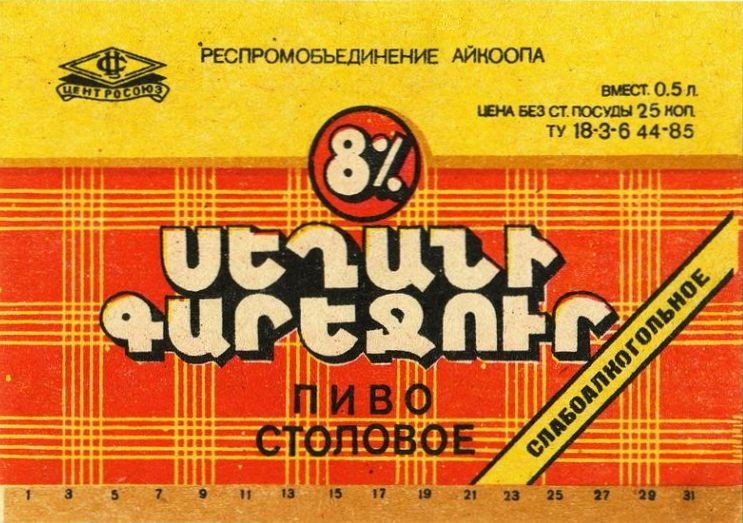 ЦЕНТРОСОЮЗ
РЕСПРОМОБЪЕДИНЕНИЕ АЙКООПА
ВМЕСТ. 0.5 л.
ЦЕНА БЕЗ СТ. ПОСУДЫ 25 КОП.
ТУ 18-3-6 44-85
8%
ՍԵՂԱՆԻ
ԳԱՐԵՋՈՒՐ
ПИВО
СТОЛОВОЕ
СЛАБОАЛКОГОЛЬНОЕ
1 3 5 7 9 11 13 15 17 19 21 23 25 27 29 31